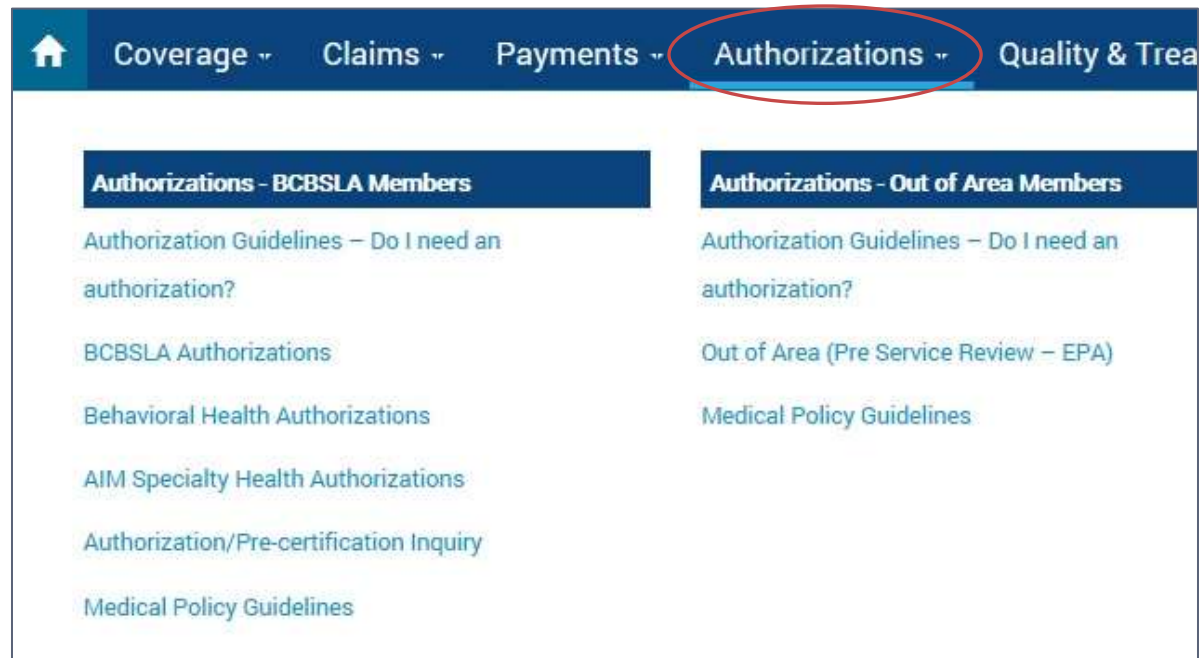 Coverage Claims Payments Authorizations Quality & Trea
Authorizations - BCBSLA Members
Authorization Guidelines – Do I need an
authorization?
BCBSLA Authorizations
Behavioral Health Authorizations
AIM Specialty Health Authorizations
Authorization/Pre-certification Inquiry
Medical Policy Guidelines
Authorizations - Out of Area Members
Authorization Guidelines – Do I need an
authorization?
Out of Area (Pre Service Review – EPA)
Medical Policy Guidelines